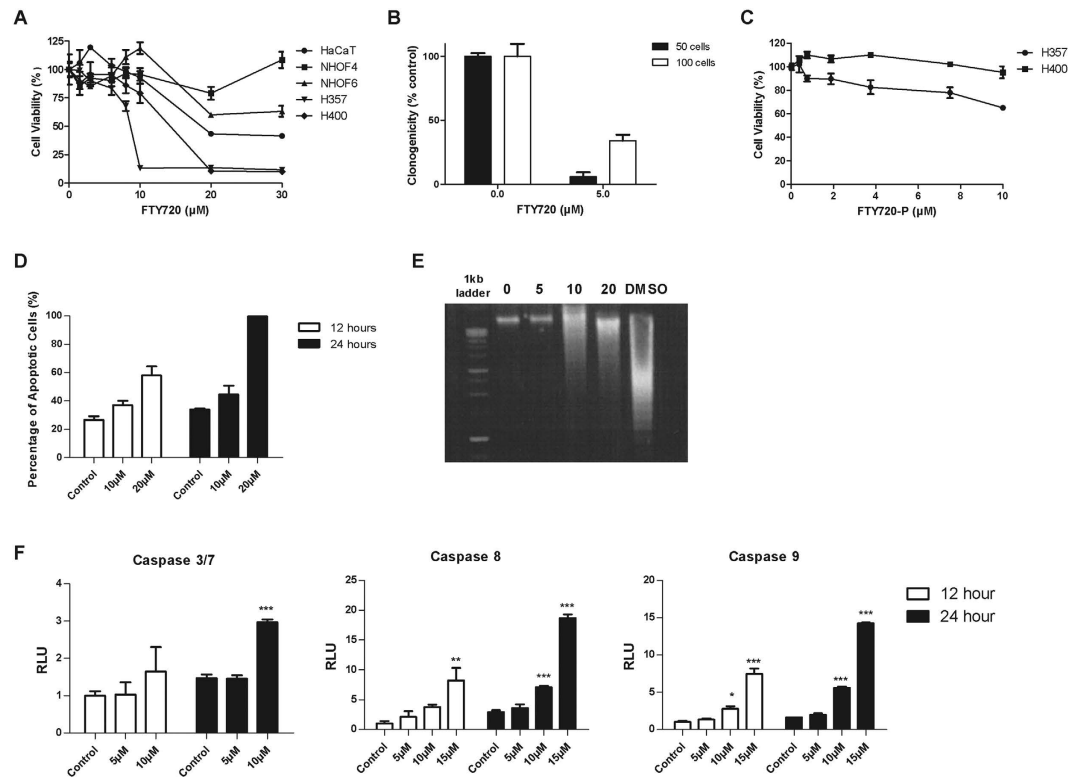 A
Cell Viability (%)
125
100
75
50
25
0
0
10
20
30
FTY720 (µM)
HaCaT
NHOF4
NHOF6
H357
H400
B
Clonogenicity (% control)
100
50
0
0.0
5.0
FTY720 (µM)
50 cells
100 cells
C
Cell Viability (%)
120
100
80
60
40
20
0
0
2
4
6
8
10
FTY720-P (µM)
H357
H400
D
Percentage of Apoptotic Cells (%)
100
80
60
40
20
0
Control
10µM
20µM
Control
10µM
20µM
12 hours
24 hours
E
1kb
ladder
0 5 10 20 DMSO
F
Caspase 3/7
RLU
4
3
2
1
0
***
Control
5µM
10µM
Control
5µM
10µM
Caspase 8
RLU
25
20
15
10
5
0
**
***
***
Control
5µM
10µM
15µM
Control
5µM
10µM
15µM
Caspase 9
RLU
20
15
10
5
0
*
***
***
***
Control
5µM
10µM
15µM
Control
5µM
10µM
15µM
12 hour
24 hour